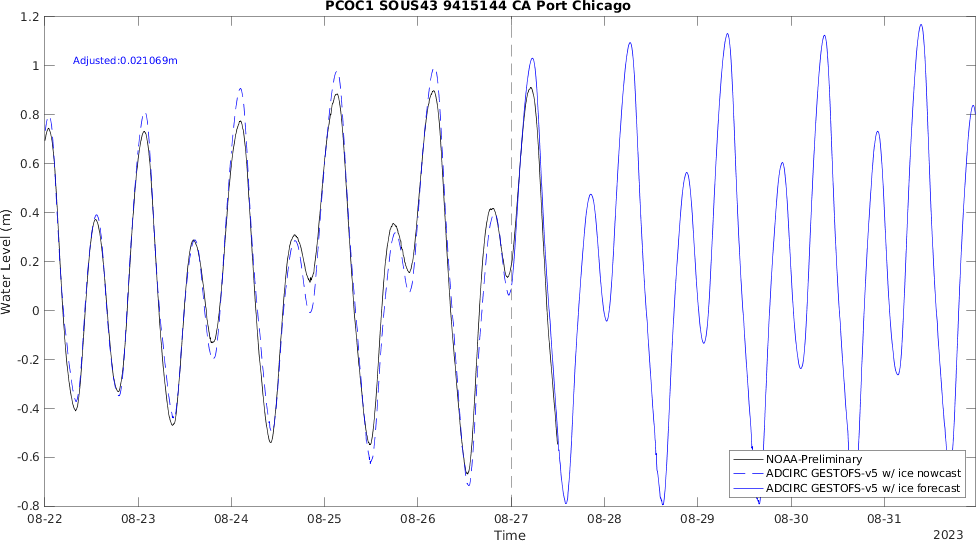 PCOC1 SOUS43 9415144 CA Port Chicago
Adjusted:0.021069m
1.2
1
0.8
0.6
0.4
0.2
0
-0.2
-0.4
-0.6
-0.8
Water Level (m)
NOAA-Preliminary
ADCIRC GESTOFS-v5 w/ ice nowcast
ADCIRC GESTOFS-v5 w/ ice forecast
08-22 08-23 08-24 08-25 08-26 08-27 08-28 08-29 08-30 08-31
Time
2023